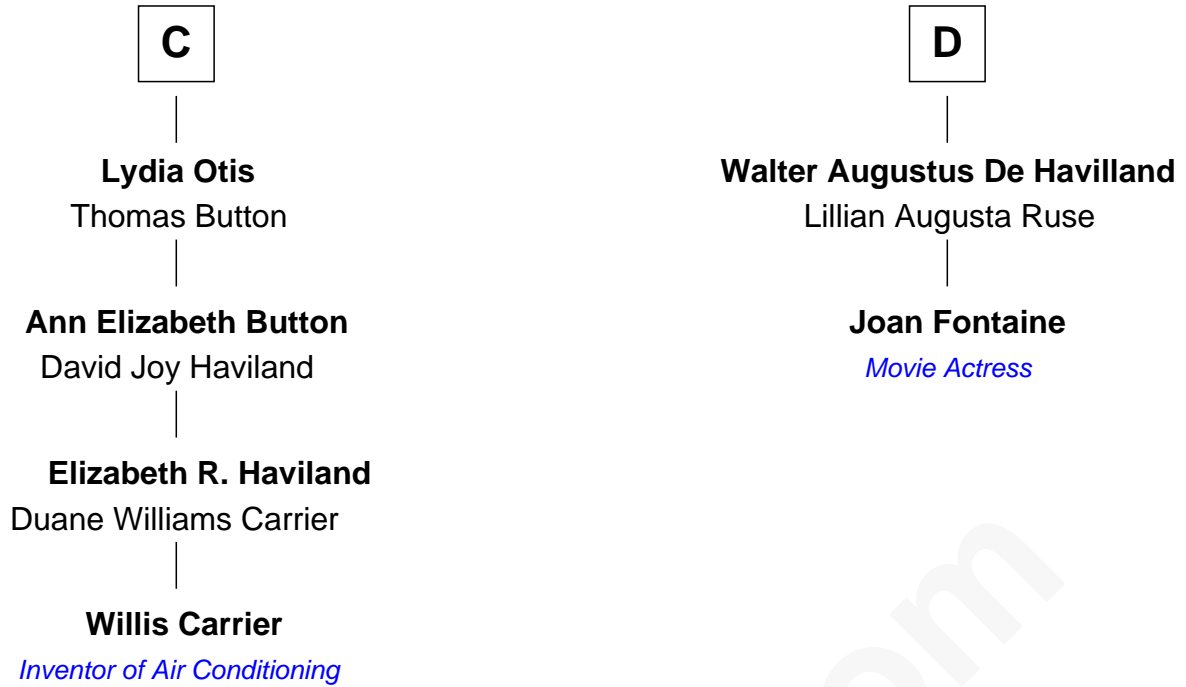 C
Lydia Otis
Thomas Button
Ann Elizabeth Button
David Joy Haviland
Elizabeth R. Haviland
Duane Williams Carrier
Willis Carrier
Inventor of Air Conditioning
D
Walter Augustus De Havilland
Lillian Augusta Ruse
Joan Fontaine
Movie Actress
om